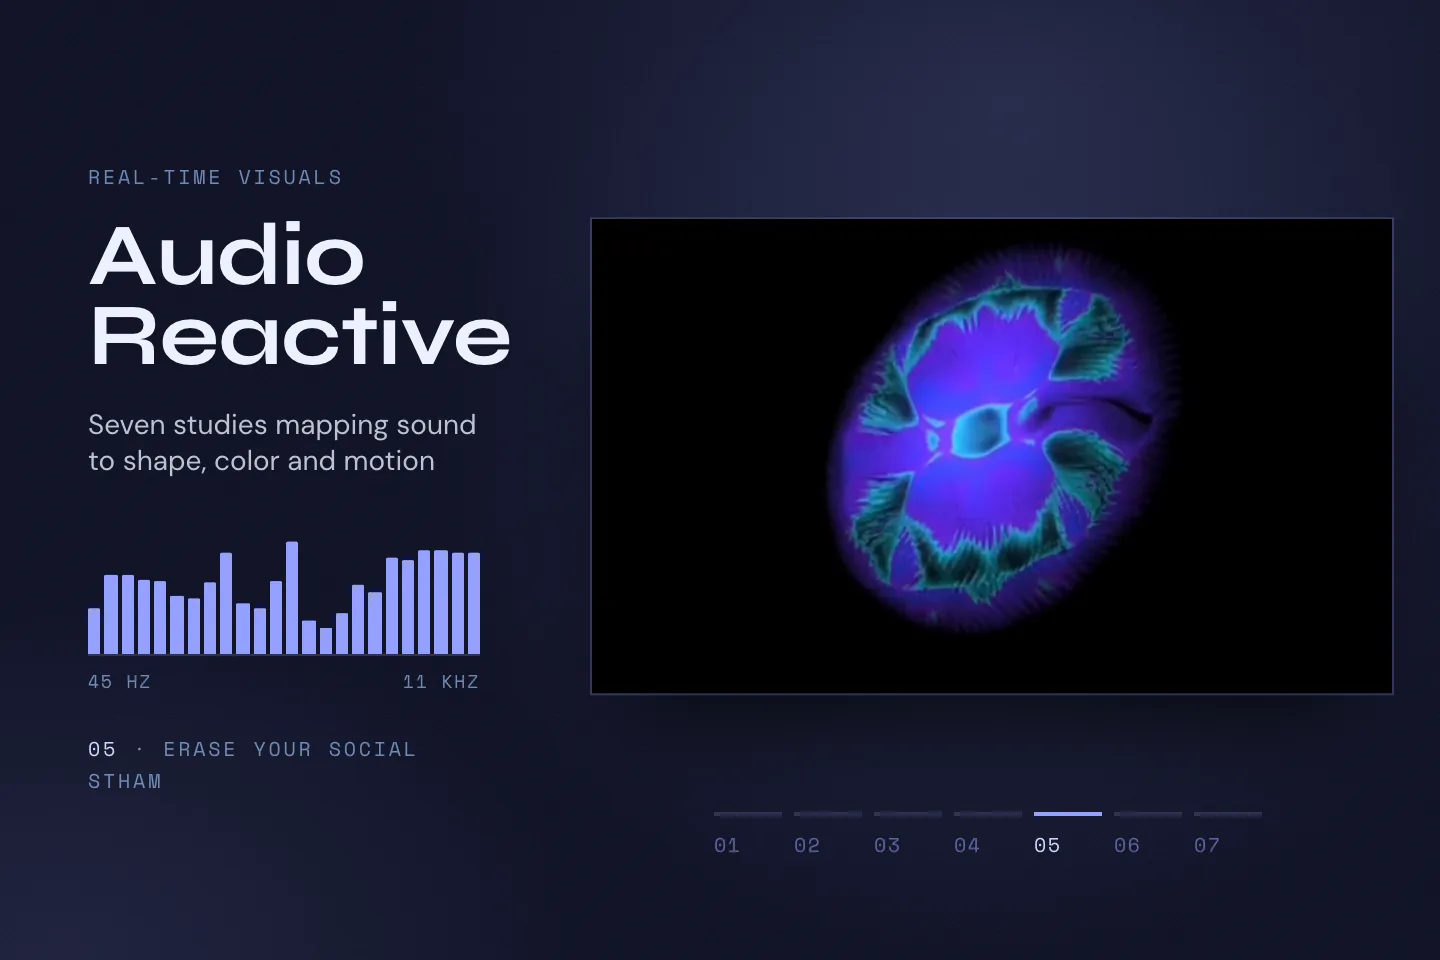 REAL-TIME VISUALS
Audio
Reactive
Seven studies mapping sound
to shape, color and motion
45 HZ 11 KHZ
05 · ERASE YOUR SOCIAL
STHAM
01 02 03 04 05 06 07